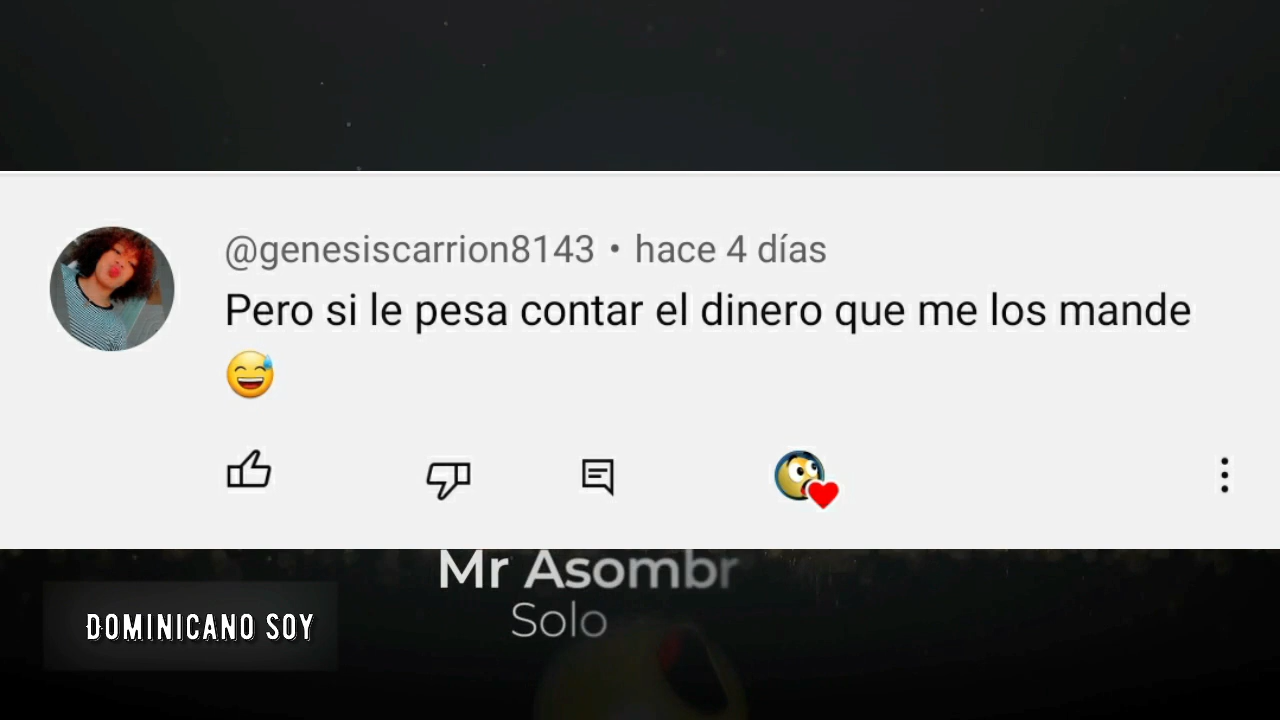 @genesiscarrion8143 • hace 4 días
Pero si le pesa contar el dinero que me los mande
😅
Mr Asombr
Solo
DOMINICANO SOY